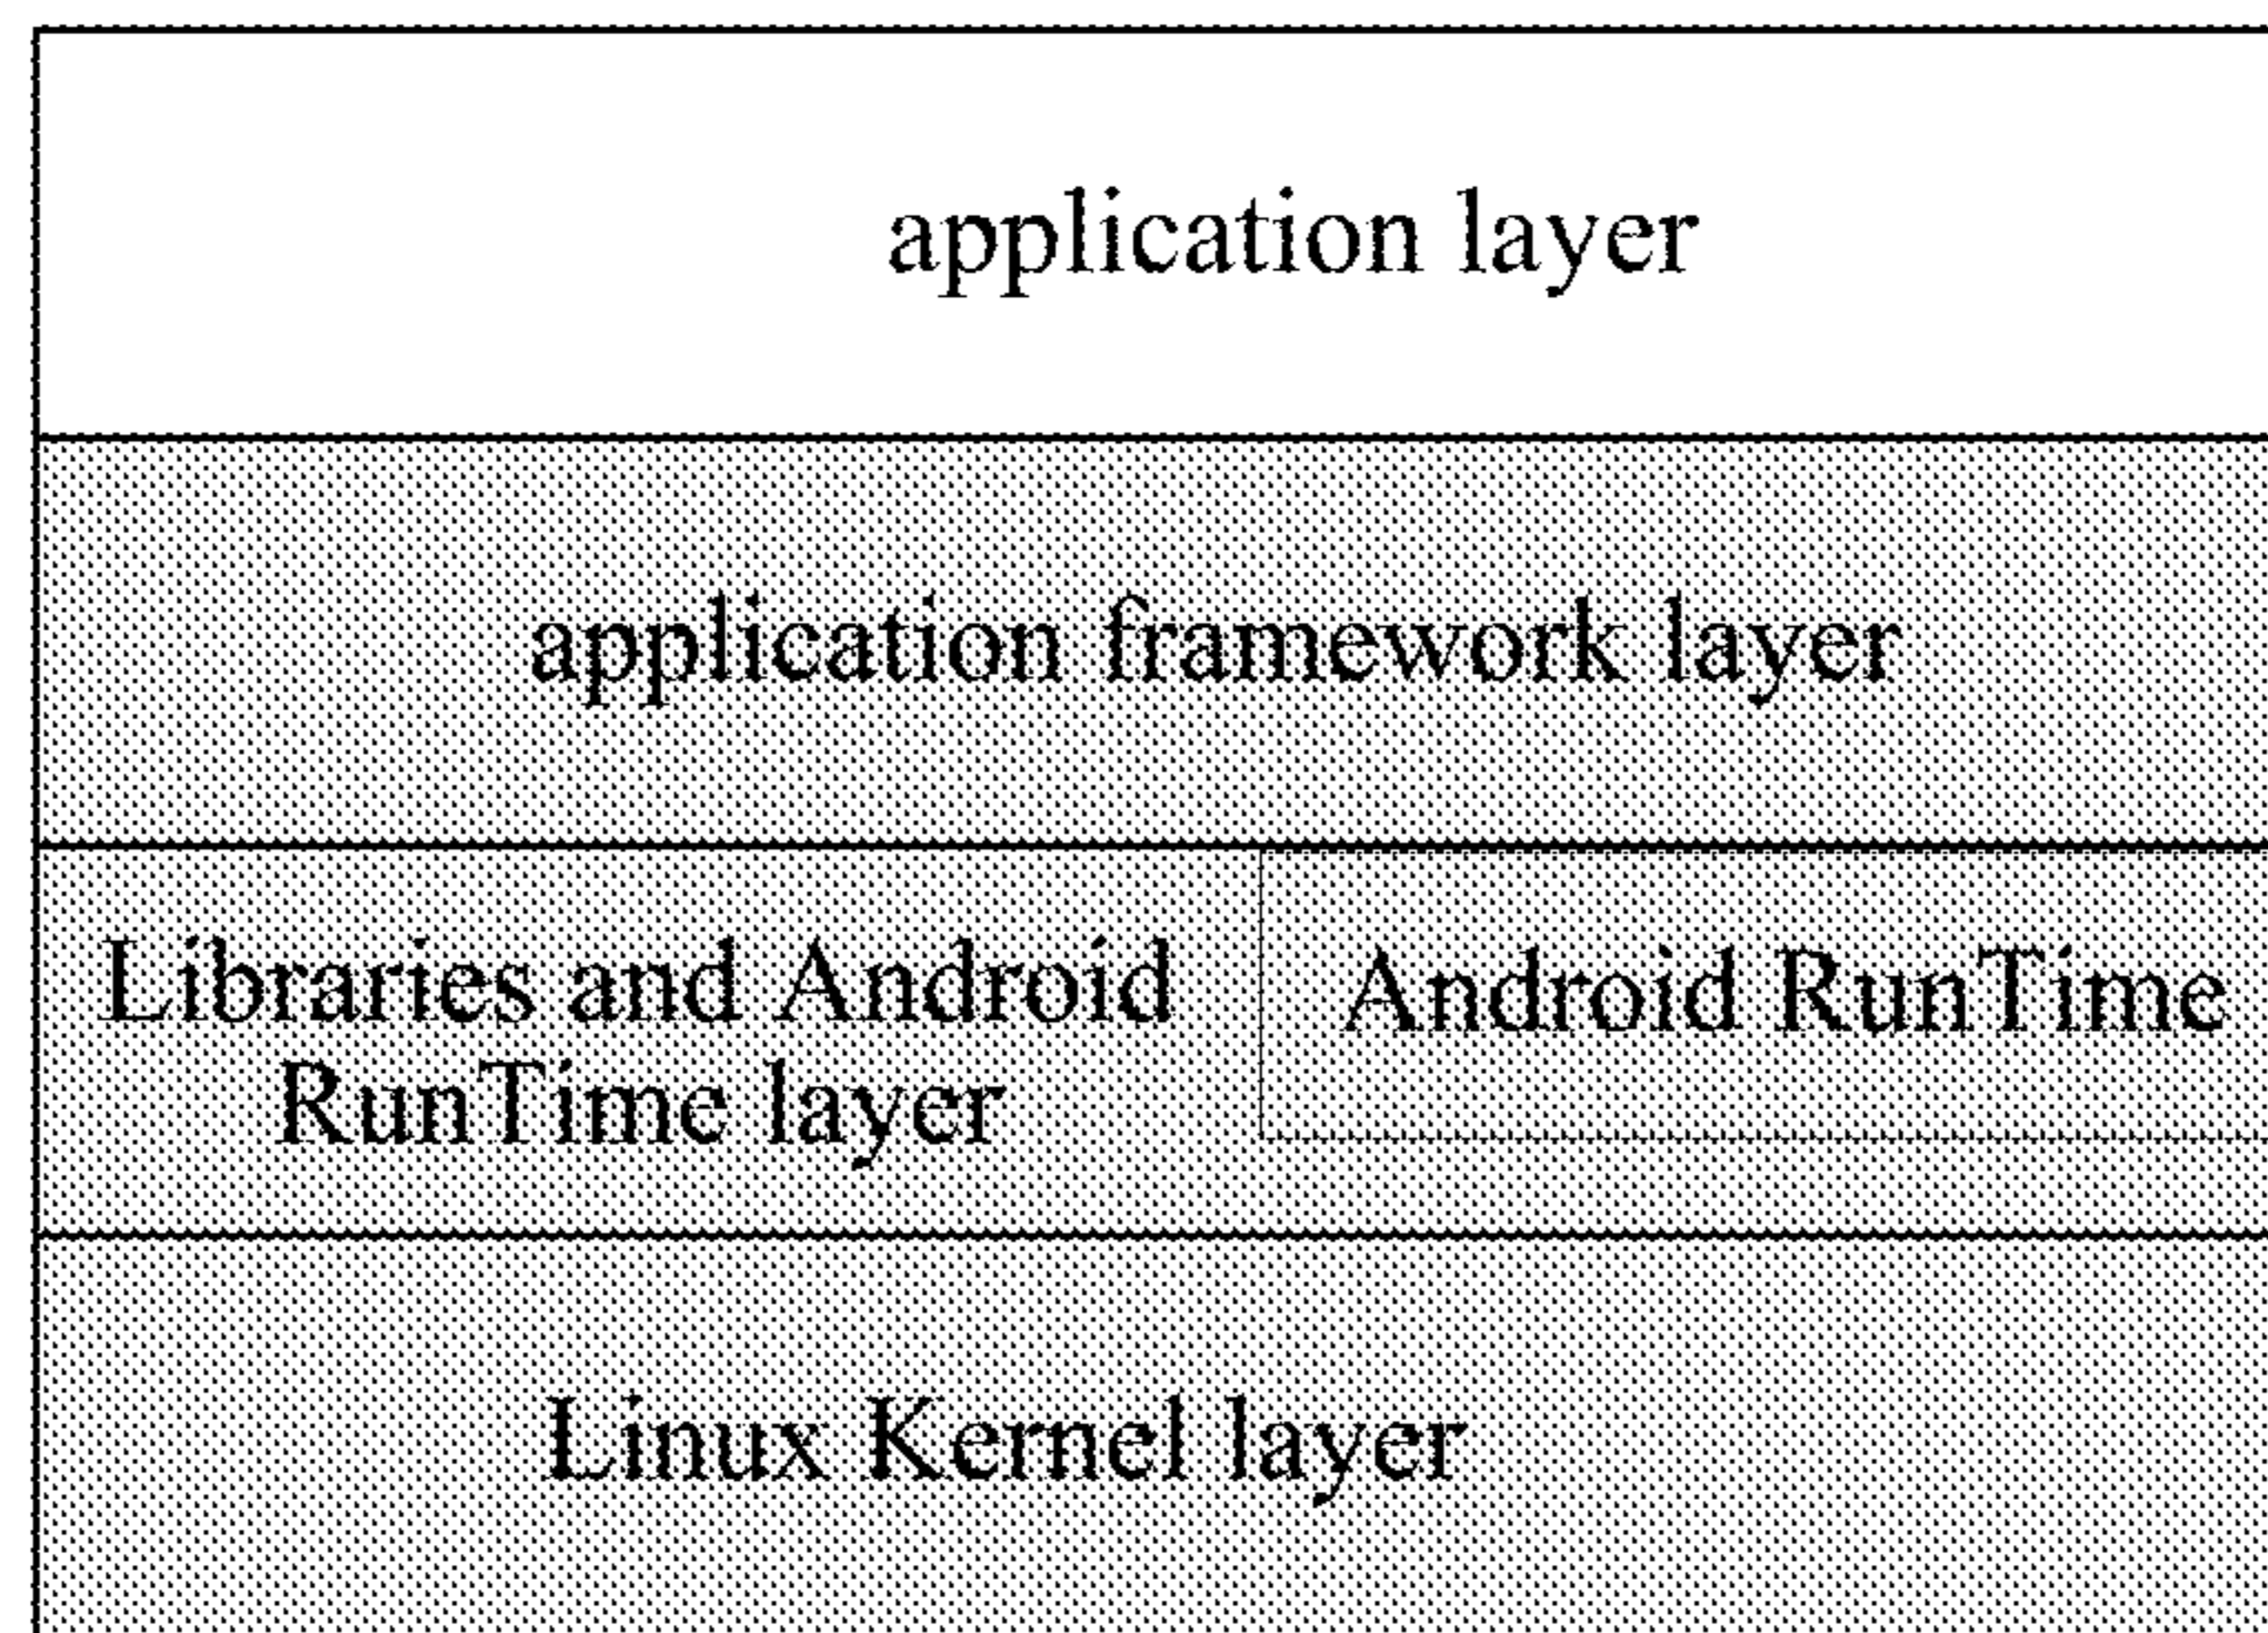 application layer
application framework layer
Libraries and Android
RunTime layer
Android RunTime
Linux Kernel layer